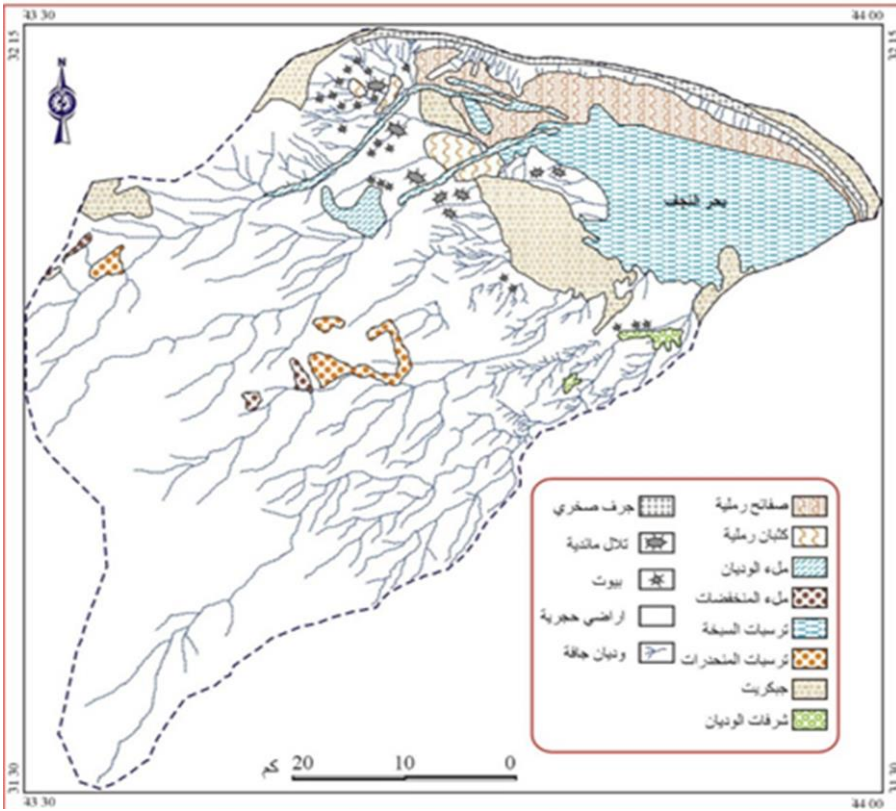 43 30
44 00
32 15
32 15
N
بحر النجف
صفائح رملية
كثبان رملية
ملء الوديان
ملء المنخفضات
ترسبات السبخة
ترسبات المنحدرات
جبكريت
شرفات الوديان
جرف صخري
تلال مائدية
بيوت
اراضي حجرية
وديان جافة
كم 20 10 0
31 30
31 30
43 30
44 00